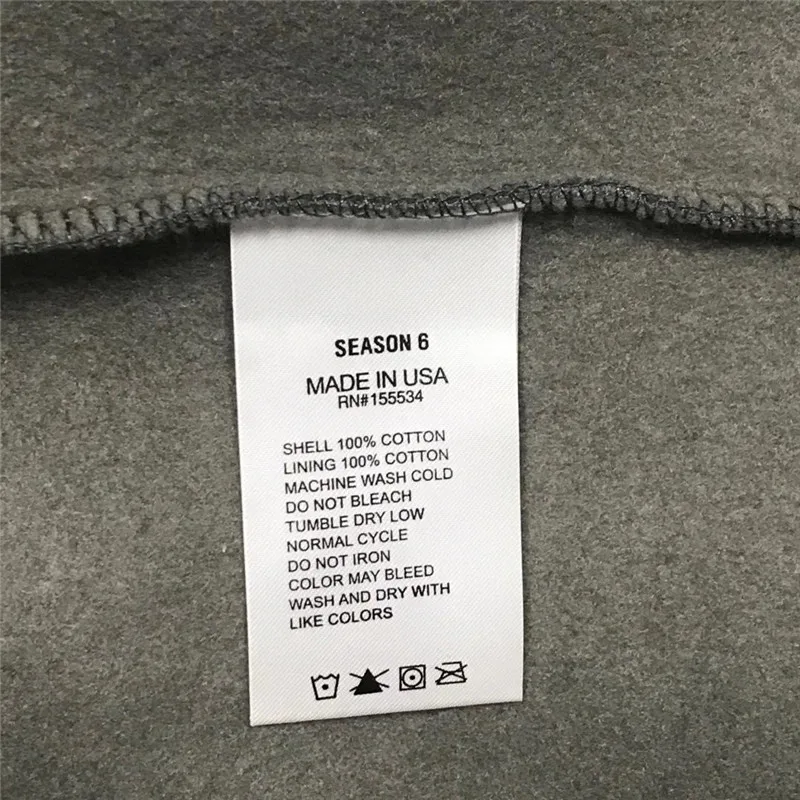 SEASON 6
MADE IN USA
RN#155534
SHELL 100% COTTON
LINING 100% COTTON
MACHINE WASH COLD
DO NOT BLEACH
TUMBLE DRY LOW
NORMAL CYCLE
DO NOT IRON
COLOR MAY BLEED
WASH AND DRY WITH
LIKE COLORS